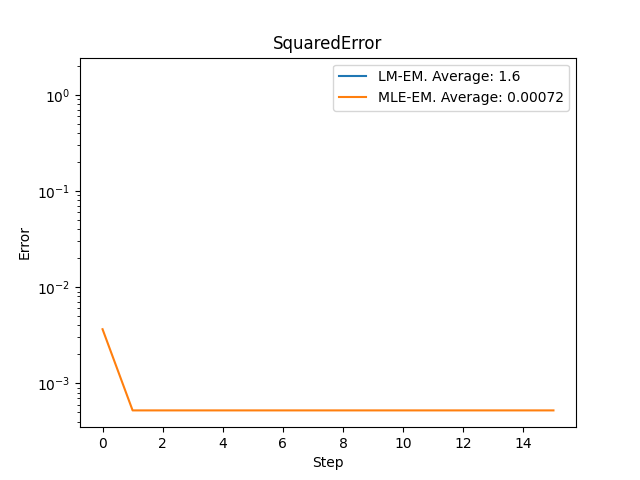 SquaredError
LM-EM. Average: 1.6
MLE-EM. Average: 0.00072
10⁰
10⁻¹
10⁻²
10⁻³
Error
0 2 4 6 8 10 12 14
Step